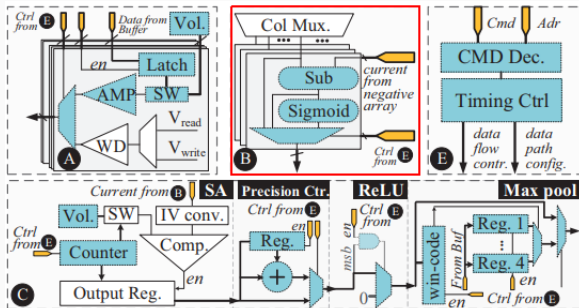 Ctrl from E
Data from Buffer
Vol.
en
Latch
AMP
SW
WD
Vread
Vwrite
A
Col Mux.
...
...
Sub
Sigmoid
current from negative array
Ctrl from E
B
Cmd
Adr
CMD Dec.
Timing Ctrl
data flow contr.
data path config.
E
Current from B
SA
Precision Ctr.
ReLU
Max pool
Vol.
SW
IV conv.
Ctrl from E
Counter
Comp.
en
Output Reg.
C
Ctrl from E
Reg.
+
Ctrl from E
en
msb
0
win-code
From Buf
Reg. 1
Reg. 4
en
Ctrl from E
en